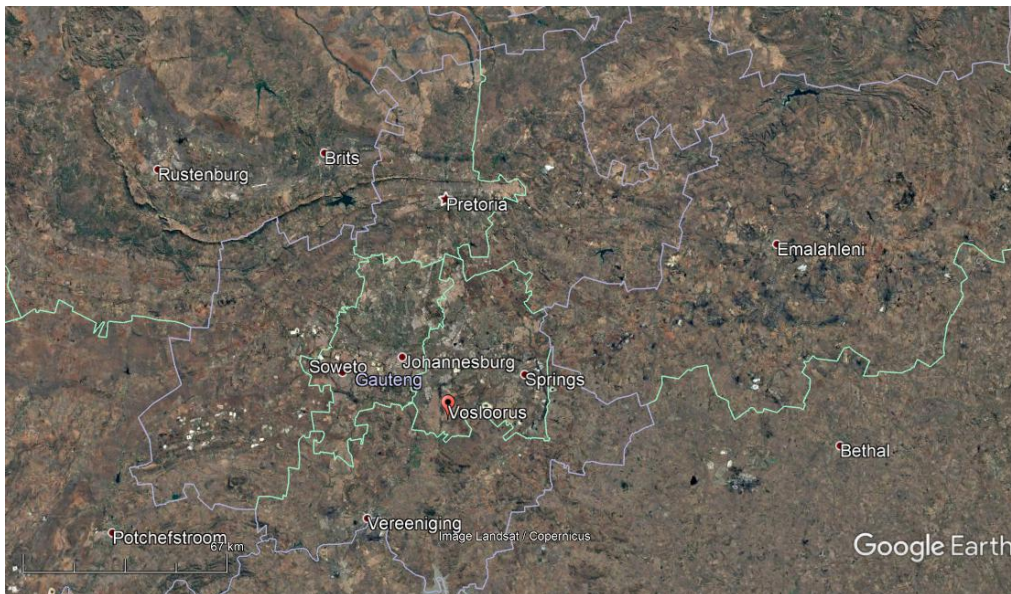 Brits
Rustenburg
Pretoria
Emalahleni
Johannesburg
Soweto
Gauteng
Springs
Vosloorus
Bethal
Vereeniging
Image Landsat / Copernicus
Potchefstroom
67 km
Google Earth